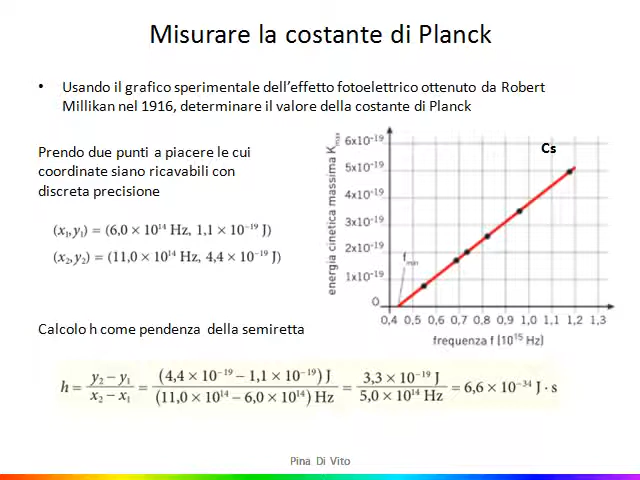 Misurare la costante di Planck
• Usando il grafico sperimentale dell'effetto fotoelettrico ottenuto da Robert
Millikan nel 1916, determinare il valore della costante di Planck
Prendo due punti a piacere le cui
coordinate siano ricavabili con
discreta precisione
(x₁,y₁) = (6,0 × 10¹⁴ Hz, 1,1 × 10⁻¹⁹ J)
(x₂,y₂) = (11,0 × 10¹⁴ Hz, 4,4 × 10⁻¹⁹ J)
energia cinetica massima Kmax
6x10⁻¹⁹
5x10⁻¹⁹
4x10⁻¹⁹
3x10⁻¹⁹
2x10⁻¹⁹
1x10⁻¹⁹
0
Cs
fmin
0,4 0,5 0,6 0,7 0,8 0,9 1,0 1,1 1,2 1,3
frequenza f (10¹⁵ Hz)
Calcolo h come pendenza della semiretta
h = (y₂ − y₁)/(x₂ − x₁) = (4,4 × 10⁻¹⁹ − 1,1 × 10⁻¹⁹) J/(11,0 × 10¹⁴ − 6,0 × 10¹⁴) Hz = 3,3 × 10⁻¹⁹ J/5,0 × 10¹⁴ Hz = 6,6 × 10⁻³⁴ J · s
Pina Di Vito